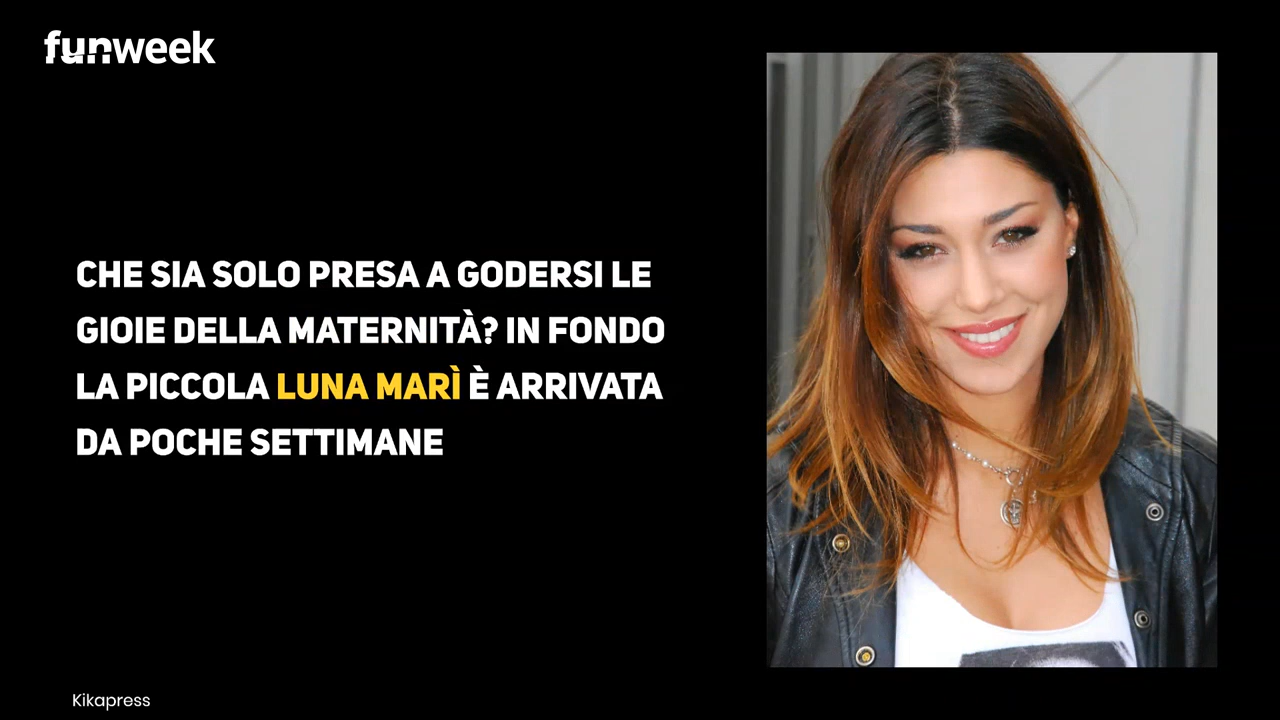 funweek
CHE SIA SOLO PRESA A GODERSI LE
GIOIE DELLA MATERNITÀ? IN FONDO
LA PICCOLA LUNA MARÌ È ARRIVATA
DA POCHE SETTIMANE
Kikapress